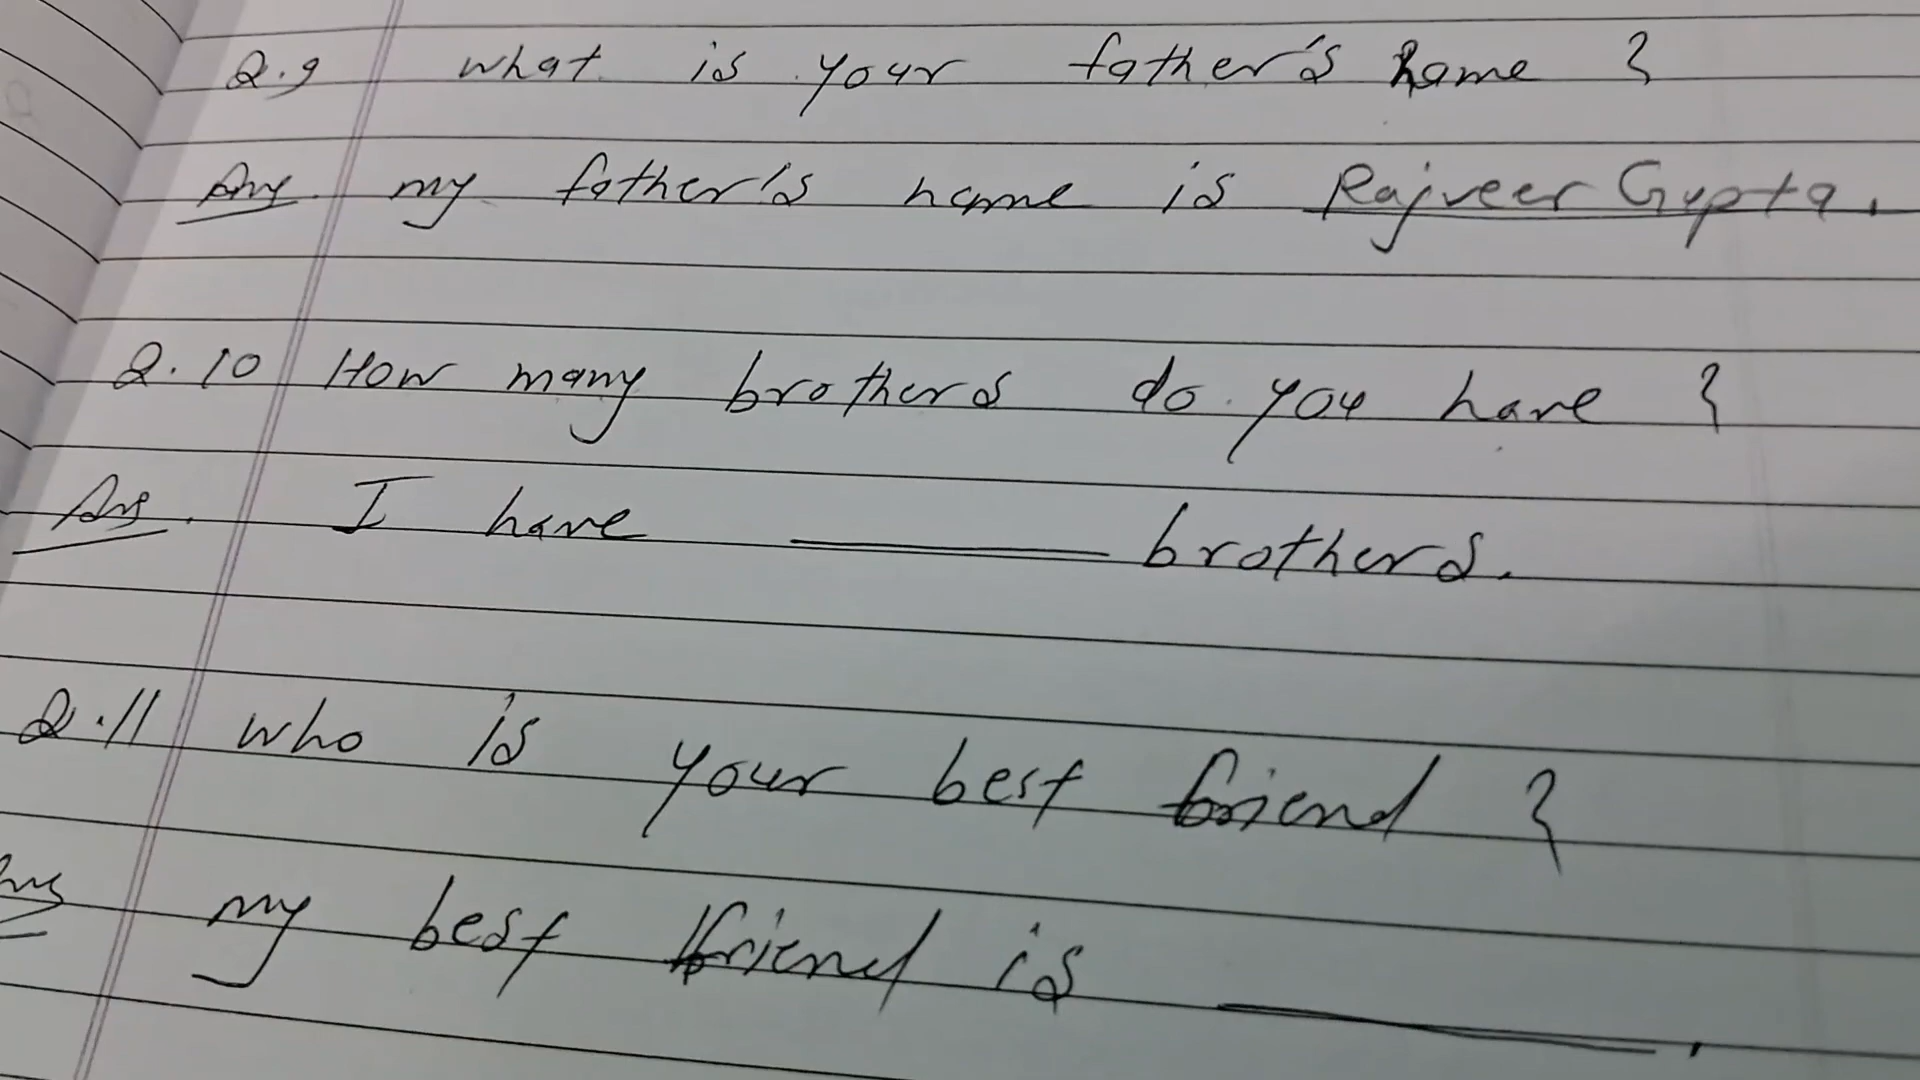 Q.9 what is your father's name ?
Ans. my father's name is Rajveer Gupta.
Q.10 How many brothers do you have ?
Ans. I have ______ brothers.
Q.11 who is your best friend ?
Ans my best friend is ______.